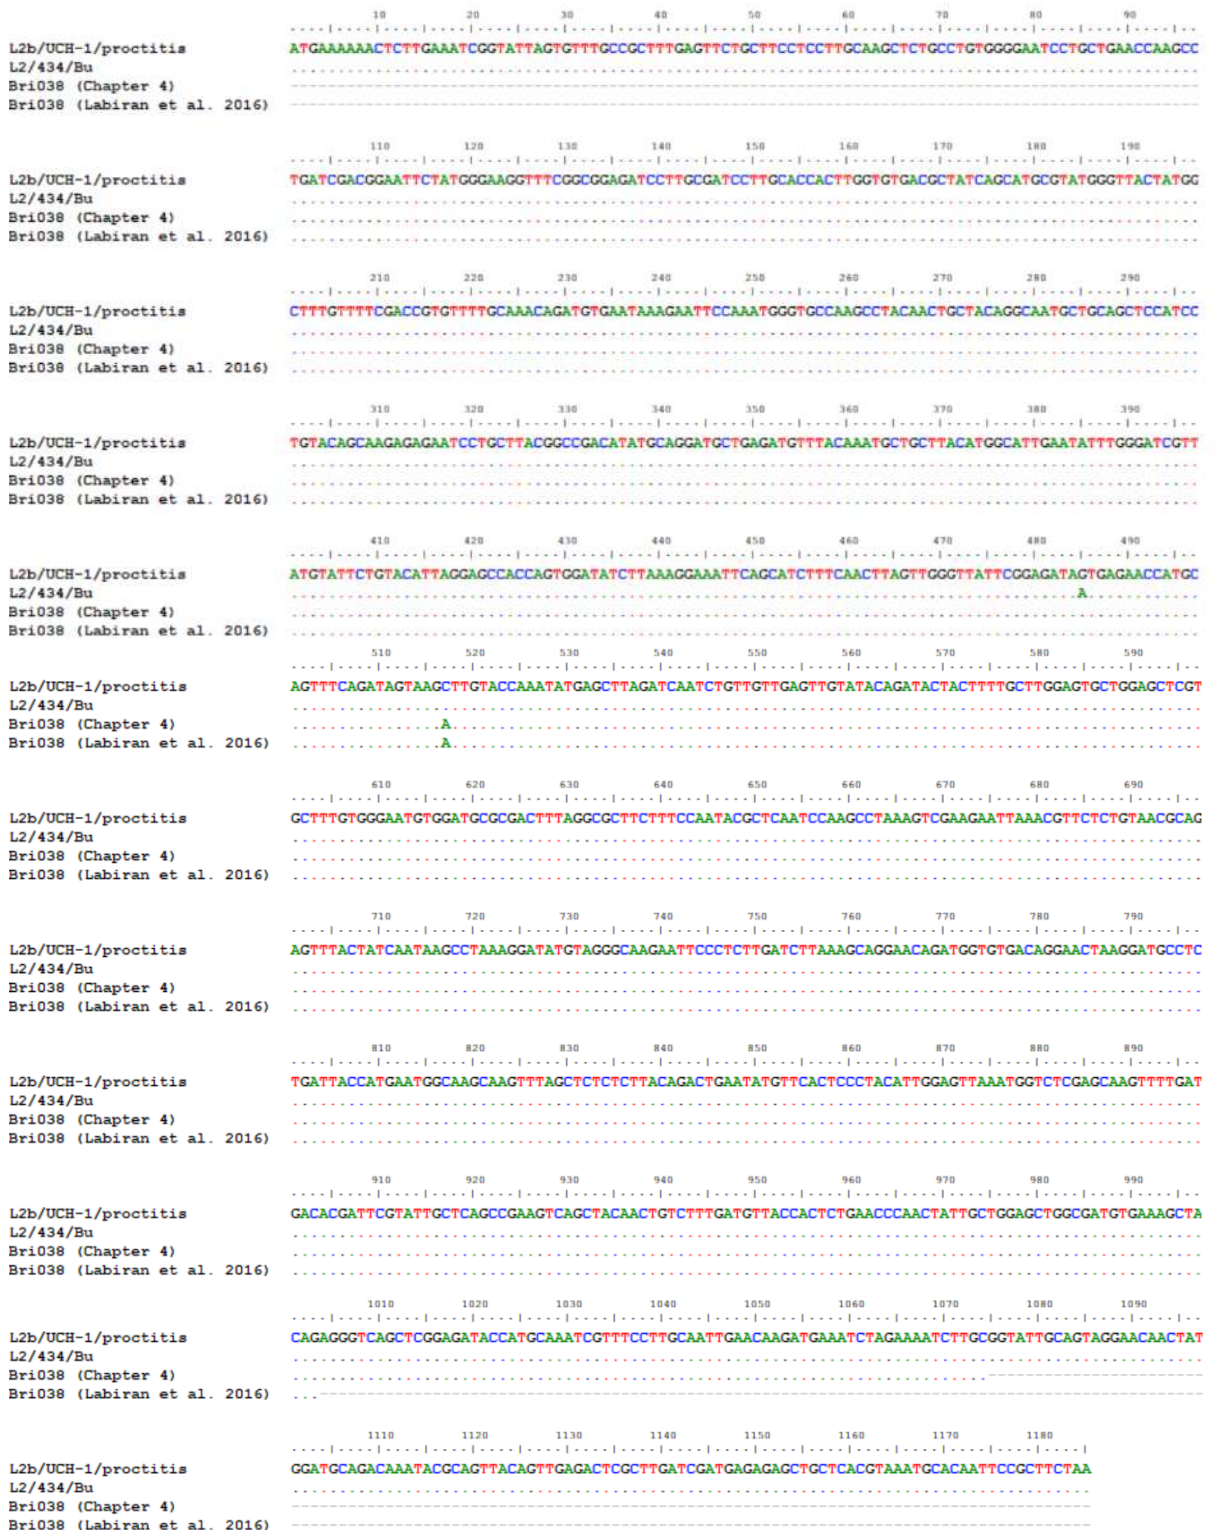 10 20 30 40 50 60 70 80 90
L2b/UCH-1/proctitis ATGAAAAAACTCTTGAAATCGGTATTAGTGTTTGCCGCTTTGAGTTCTGCTTCCTCCTTGCAAGCTCTGCCTGTGGGGAATCCTGCTGAACCAAGCC
L2/434/Bu
Bri038 (Chapter 4)
Bri038 (Labiran et al. 2016)
110 120 130 140 150 160 170 180 190
L2b/UCH-1/proctitis TGATCGACGGAATTCTATGGGAAGGTTTCGGCGGAGATCCTTGCGATCCTTGCACCACTTGGTGTGACGCTATCAGCATGCGTATGGGTTACTATGG
L2/434/Bu
Bri038 (Chapter 4)
Bri038 (Labiran et al. 2016)
210 220 230 240 250 260 270 280 290
L2b/UCH-1/proctitis CTTTGTTTTCGACCGTGTTTTGCAAACAGATGTGAATAAAGAATTCCAAATGGGTGCCAAGCCTACAACTGCTACAGGCAATGCTGCAGCTCCATCC
L2/434/Bu
Bri038 (Chapter 4)
Bri038 (Labiran et al. 2016)
310 320 330 340 350 360 370 380 390
L2b/UCH-1/proctitis TGTACAGCAAGAGAGAATCCTGCTTACGGCCGACATATGCAGGATGCTGAGATGTTTACAAATGCTGCTTACATGGCATTGAATATTTGGGATCGTT
L2/434/Bu
Bri038 (Chapter 4)
Bri038 (Labiran et al. 2016)
410 420 430 440 450 460 470 480 490
L2b/UCH-1/proctitis ATGTATTCTGTACATTAGGAGCCACCAGTGGATATCTTAAAGGAAATTCAGCATCTTTCAACTTAGTTGGGTTATTCGGAGATAGTGAGAACCATGC
L2/434/Bu A
Bri038 (Chapter 4)
Bri038 (Labiran et al. 2016)
510 520 530 540 550 560 570 580 590
L2b/UCH-1/proctitis AGTTTCAGATAGTAAGCTTGTACCAAATATGAGCTTAGATCAATCTGTTGTTGAGTTGTATACAGATACTACTTTTGCTTGGAGTGCTGGAGCTCGT
L2/434/Bu
Bri038 (Chapter 4) A
Bri038 (Labiran et al. 2016) A
610 620 630 640 650 660 670 680 690
L2b/UCH-1/proctitis GCTTTGTGGGAATGTGGATGCGCGACTTTAGGCGCTTCTTTCCAATACGCTCAATCCAAGCCTAAAGTCGAAGAATTAAACGTTCTCTGTAACGCAG
L2/434/Bu
Bri038 (Chapter 4)
Bri038 (Labiran et al. 2016)
710 720 730 740 750 760 770 780 790
L2b/UCH-1/proctitis AGTTTACTATCAATAAGCCTAAAGGATATGTAGGGCAAGAATTCCCTCTTGATCTTAAAGCAGGAACAGATGGTGTGACAGGAACTAAGGATGCCTC
L2/434/Bu
Bri038 (Chapter 4)
Bri038 (Labiran et al. 2016)
810 820 830 840 850 860 870 880 890
L2b/UCH-1/proctitis TGATTACCATGAATGGCAAGCAAGTTTAGCTCTCTCTTACAGACTGAATATGTTCACTCCCTACATTGGAGTTAAATGGTCTCGAGCAAGTTTTGAT
L2/434/Bu
Bri038 (Chapter 4)
Bri038 (Labiran et al. 2016)
910 920 930 940 950 960 970 980 990
L2b/UCH-1/proctitis GACACGATTCGTATTGCTCAGCCGAAGTCAGCTACAACTGTCTTTGATGTTACCACTCTGAACCCAACTATTGCTGGAGCTGGCGATGTGAAAGCTA
L2/434/Bu
Bri038 (Chapter 4)
Bri038 (Labiran et al. 2016)
1010 1020 1030 1040 1050 1060 1070 1080 1090
L2b/UCH-1/proctitis CAGAGGGTCAGCTCGGAGATACCATGCAAATCGTTTCCTTGCAATTGAACAAGATGAAATCTAGAAAATCTTGCGGTATTGCAGTAGGAACAACTAT
L2/434/Bu
Bri038 (Chapter 4)
Bri038 (Labiran et al. 2016)
1110 1120 1130 1140 1150 1160 1170 1180
L2b/UCH-1/proctitis GGATGCAGACAAATACGCAGTTACAGTTGAGACTCGCTTGATCGATGAGAGAGCTGCTCACGTAAATGCACAATTCCGCTTCTAA
L2/434/Bu
Bri038 (Chapter 4)
Bri038 (Labiran et al. 2016)